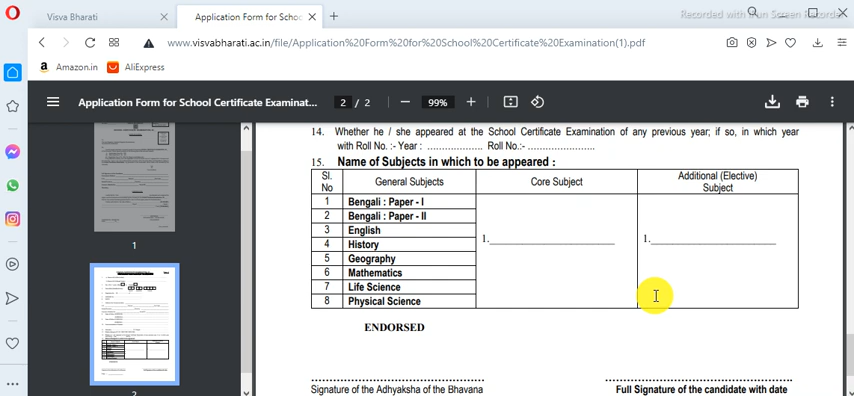 Visva Bharati
Application Form for Schoo
Recorded with iFun Screen Recorder
www.visvabharati.ac.in/file/Application%20Form%20for%20School%20Certificate%20Examination(1).pdf
Amazon.in AliExpress
Application Form for School Certificate Examinat... 2 / 2 99%
14. Whether he / she appeared at the School Certificate Examination of any previous year; if so, in which year
with Roll No. :- Year : ................... Roll No.:- .......................
15. Name of Subjects in which to be appeared :
Sl. No General Subjects Core Subject Additional (Elective) Subject
1 Bengali : Paper - I
2 Bengali : Paper - II
3 English
1.______________________ 1.______________________
4 History
5 Geography
6 Mathematics
7 Life Science
8 Physical Science
ENDORSED
Signature of the Adhyaksha of the Bhavana Full Signature of the candidate with date
1
2